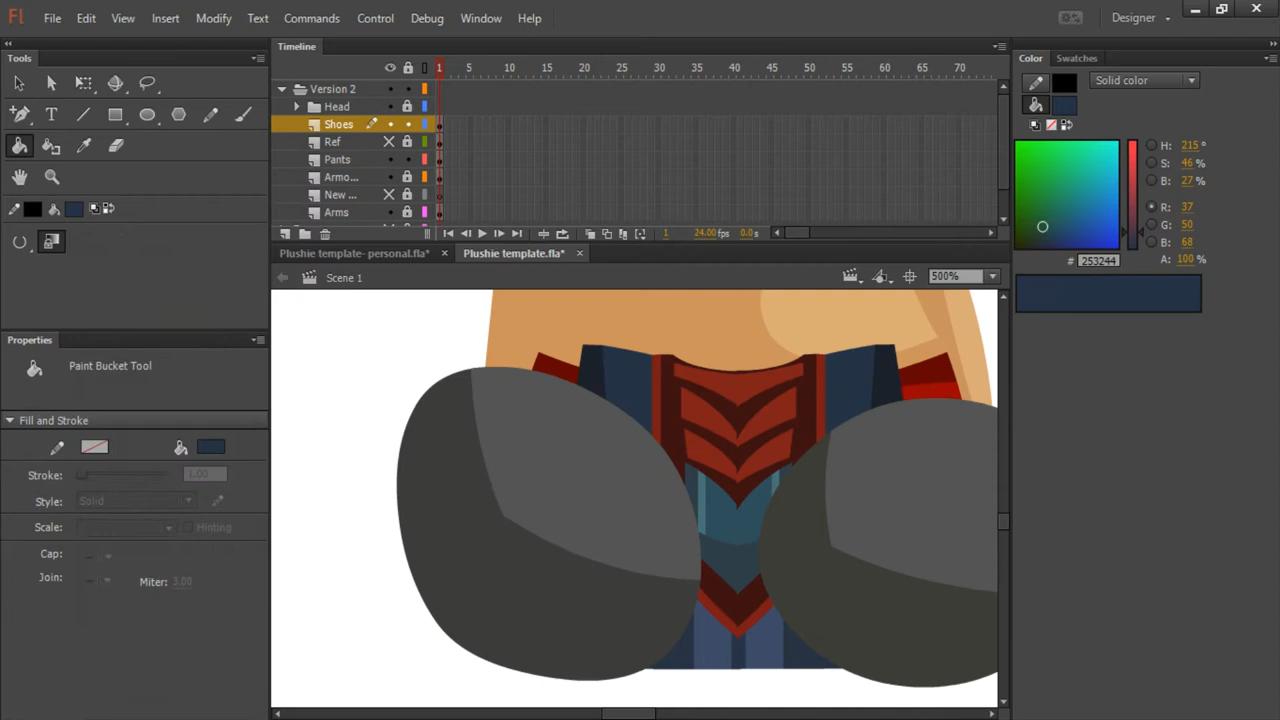 Fl File Edit View Insert Modify Text Commands Control Debug Window Help Designer
Tools
Timeline
Color Swatches
1 5 10 15 20 25 30 35 40 45 50 55 60 65 70
Version 2
Head
Shoes
Ref
Pants
Armo...
New ...
Arms
1 24.00 fps 0.0 s
Plushie template- personal.fla* Plushie template.fla*
Scene 1 500%
Properties
Paint Bucket Tool
Fill and Stroke
Stroke: 1.00
Style: Solid
Scale: Hinting
Cap:
Join: Miter: 3.00
Solid color
H: 215 °
S: 46 %
B: 27 %
R: 37
G: 50
B: 68
# 253244 A: 100 %